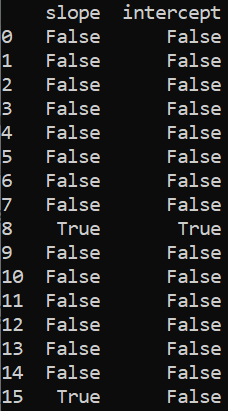 slope intercept
0 False False
1 False False
2 False False
3 False False
4 False False
5 False False
6 False False
7 False False
8 True True
9 False False
10 False False
11 False False
12 False False
13 False False
14 False False
15 True False